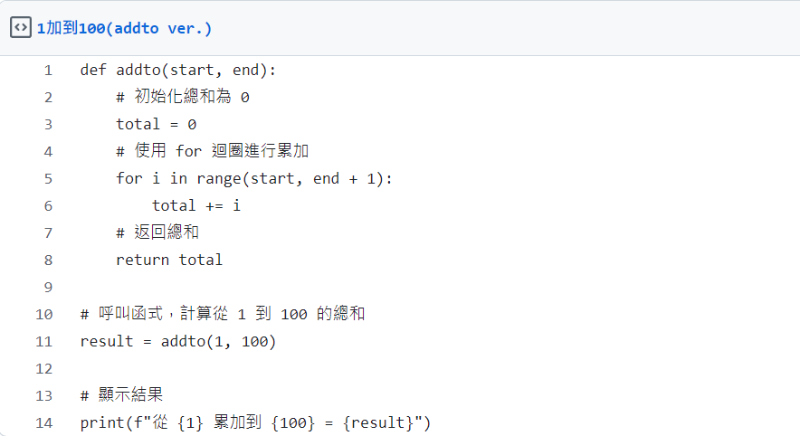 1加到100(addto ver.)
1 def addto(start, end):
2     # 初始化總和為 0
3     total = 0
4     # 使用 for 迴圈進行累加
5     for i in range(start, end + 1):
6         total += i
7     # 返回總和
8     return total
9
10 # 呼叫函式，計算從 1 到 100 的總和
11 result = addto(1, 100)
12
13 # 顯示結果
14 print(f"從 {1} 累加到 {100} = {result}")